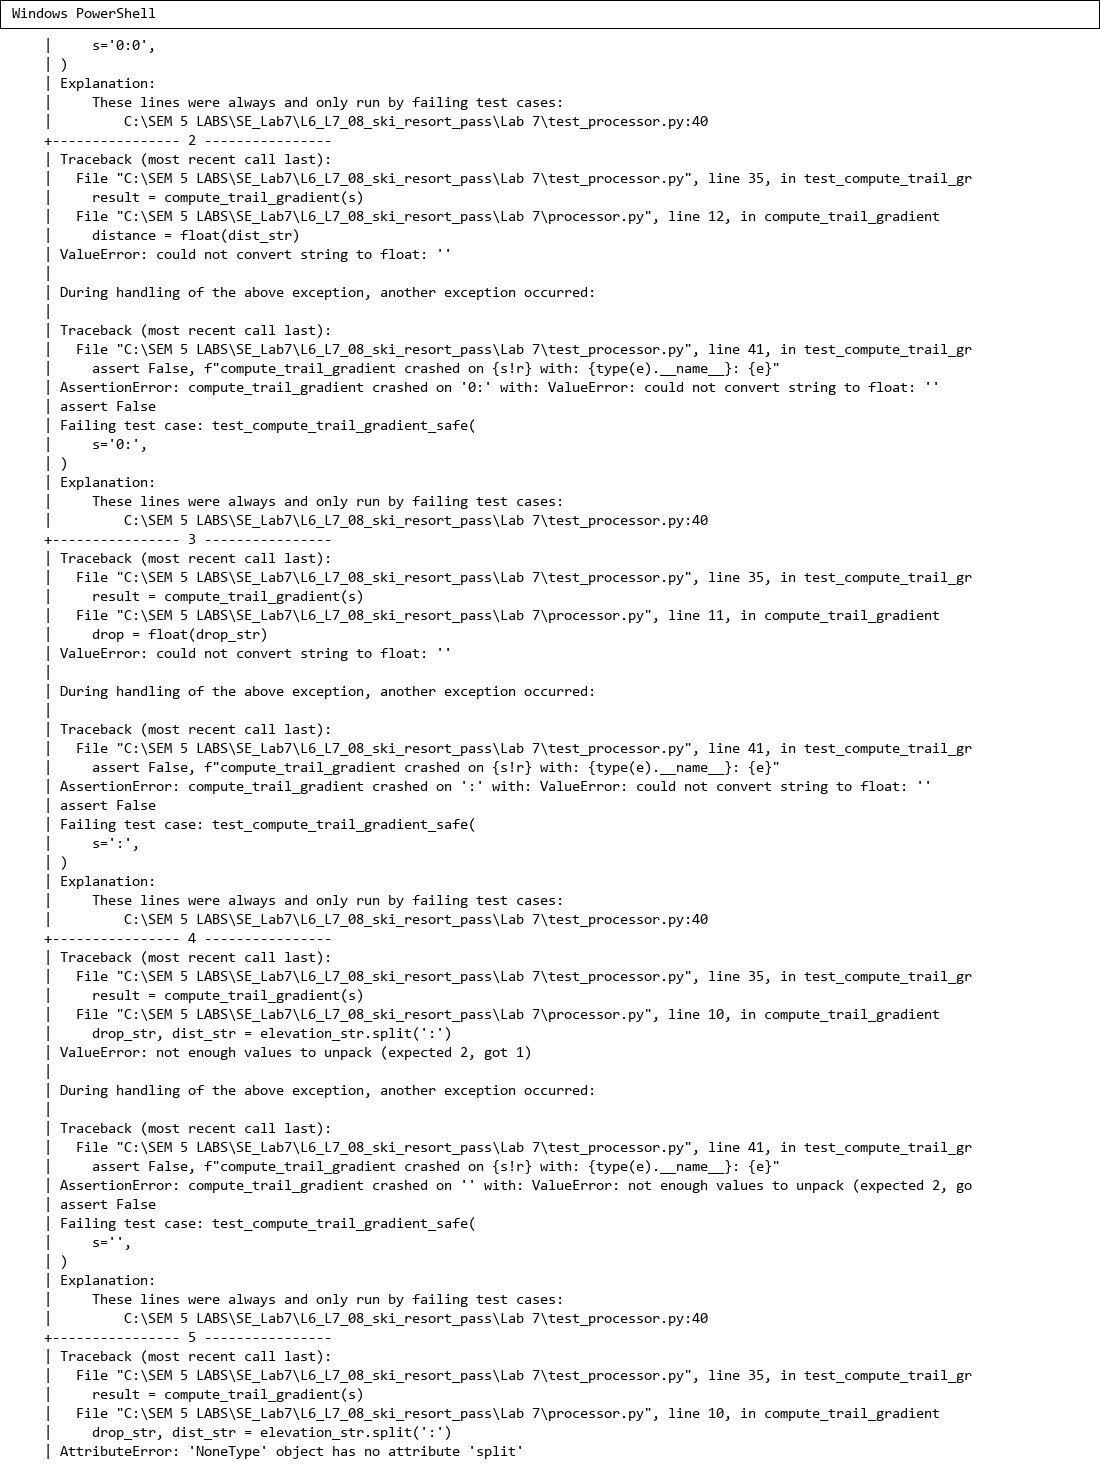 Windows PowerShell
|     s='0:0',
| )
| Explanation:
|     These lines were always and only run by failing test cases:
|         C:\SEM 5 LABS\SE_Lab7\L6_L7_08_ski_resort_pass\Lab 7\test_processor.py:40
+---------------- 2 ----------------
| Traceback (most recent call last):
|   File "C:\SEM 5 LABS\SE_Lab7\L6_L7_08_ski_resort_pass\Lab 7\test_processor.py", line 35, in test_compute_trail_gr
|     result = compute_trail_gradient(s)
|   File "C:\SEM 5 LABS\SE_Lab7\L6_L7_08_ski_resort_pass\Lab 7\processor.py", line 12, in compute_trail_gradient
|     distance = float(dist_str)
| ValueError: could not convert string to float: ''
|
| During handling of the above exception, another exception occurred:
|
| Traceback (most recent call last):
|   File "C:\SEM 5 LABS\SE_Lab7\L6_L7_08_ski_resort_pass\Lab 7\test_processor.py", line 41, in test_compute_trail_gr
|     assert False, f"compute_trail_gradient crashed on {s!r} with: {type(e).__name__}: {e}"
| AssertionError: compute_trail_gradient crashed on '0:' with: ValueError: could not convert string to float: ''
| assert False
| Failing test case: test_compute_trail_gradient_safe(
|     s='0:',
| )
| Explanation:
|     These lines were always and only run by failing test cases:
|         C:\SEM 5 LABS\SE_Lab7\L6_L7_08_ski_resort_pass\Lab 7\test_processor.py:40
+---------------- 3 ----------------
| Traceback (most recent call last):
|   File "C:\SEM 5 LABS\SE_Lab7\L6_L7_08_ski_resort_pass\Lab 7\test_processor.py", line 35, in test_compute_trail_gr
|     result = compute_trail_gradient(s)
|   File "C:\SEM 5 LABS\SE_Lab7\L6_L7_08_ski_resort_pass\Lab 7\processor.py", line 11, in compute_trail_gradient
|     drop = float(drop_str)
| ValueError: could not convert string to float: ''
|
| During handling of the above exception, another exception occurred:
|
| Traceback (most recent call last):
|   File "C:\SEM 5 LABS\SE_Lab7\L6_L7_08_ski_resort_pass\Lab 7\test_processor.py", line 41, in test_compute_trail_gr
|     assert False, f"compute_trail_gradient crashed on {s!r} with: {type(e).__name__}: {e}"
| AssertionError: compute_trail_gradient crashed on ':' with: ValueError: could not convert string to float: ''
| assert False
| Failing test case: test_compute_trail_gradient_safe(
|     s=':',
| )
| Explanation:
|     These lines were always and only run by failing test cases:
|         C:\SEM 5 LABS\SE_Lab7\L6_L7_08_ski_resort_pass\Lab 7\test_processor.py:40
+---------------- 4 ----------------
| Traceback (most recent call last):
|   File "C:\SEM 5 LABS\SE_Lab7\L6_L7_08_ski_resort_pass\Lab 7\test_processor.py", line 35, in test_compute_trail_gr
|     result = compute_trail_gradient(s)
|   File "C:\SEM 5 LABS\SE_Lab7\L6_L7_08_ski_resort_pass\Lab 7\processor.py", line 10, in compute_trail_gradient
|     drop_str, dist_str = elevation_str.split(':')
| ValueError: not enough values to unpack (expected 2, got 1)
|
| During handling of the above exception, another exception occurred:
|
| Traceback (most recent call last):
|   File "C:\SEM 5 LABS\SE_Lab7\L6_L7_08_ski_resort_pass\Lab 7\test_processor.py", line 41, in test_compute_trail_gr
|     assert False, f"compute_trail_gradient crashed on {s!r} with: {type(e).__name__}: {e}"
| AssertionError: compute_trail_gradient crashed on '' with: ValueError: not enough values to unpack (expected 2, go
| assert False
| Failing test case: test_compute_trail_gradient_safe(
|     s='',
| )
| Explanation:
|     These lines were always and only run by failing test cases:
|         C:\SEM 5 LABS\SE_Lab7\L6_L7_08_ski_resort_pass\Lab 7\test_processor.py:40
+---------------- 5 ----------------
| Traceback (most recent call last):
|   File "C:\SEM 5 LABS\SE_Lab7\L6_L7_08_ski_resort_pass\Lab 7\test_processor.py", line 35, in test_compute_trail_gr
|     result = compute_trail_gradient(s)
|   File "C:\SEM 5 LABS\SE_Lab7\L6_L7_08_ski_resort_pass\Lab 7\processor.py", line 10, in compute_trail_gradient
|     drop_str, dist_str = elevation_str.split(':')
| AttributeError: 'NoneType' object has no attribute 'split'